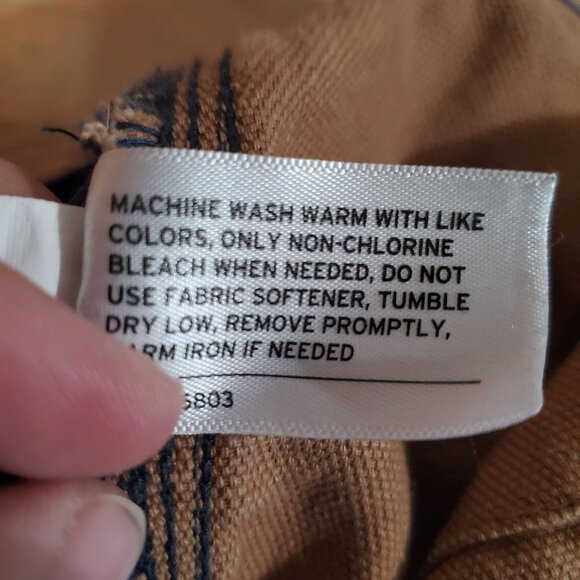 MACHINE WASH WARM WITH LIKE
COLORS, ONLY NON-CHLORINE
BLEACH WHEN NEEDED, DO NOT
USE FABRIC SOFTENER, TUMBLE
DRY LOW, REMOVE PROMPTLY,
IRON IF NEEDED